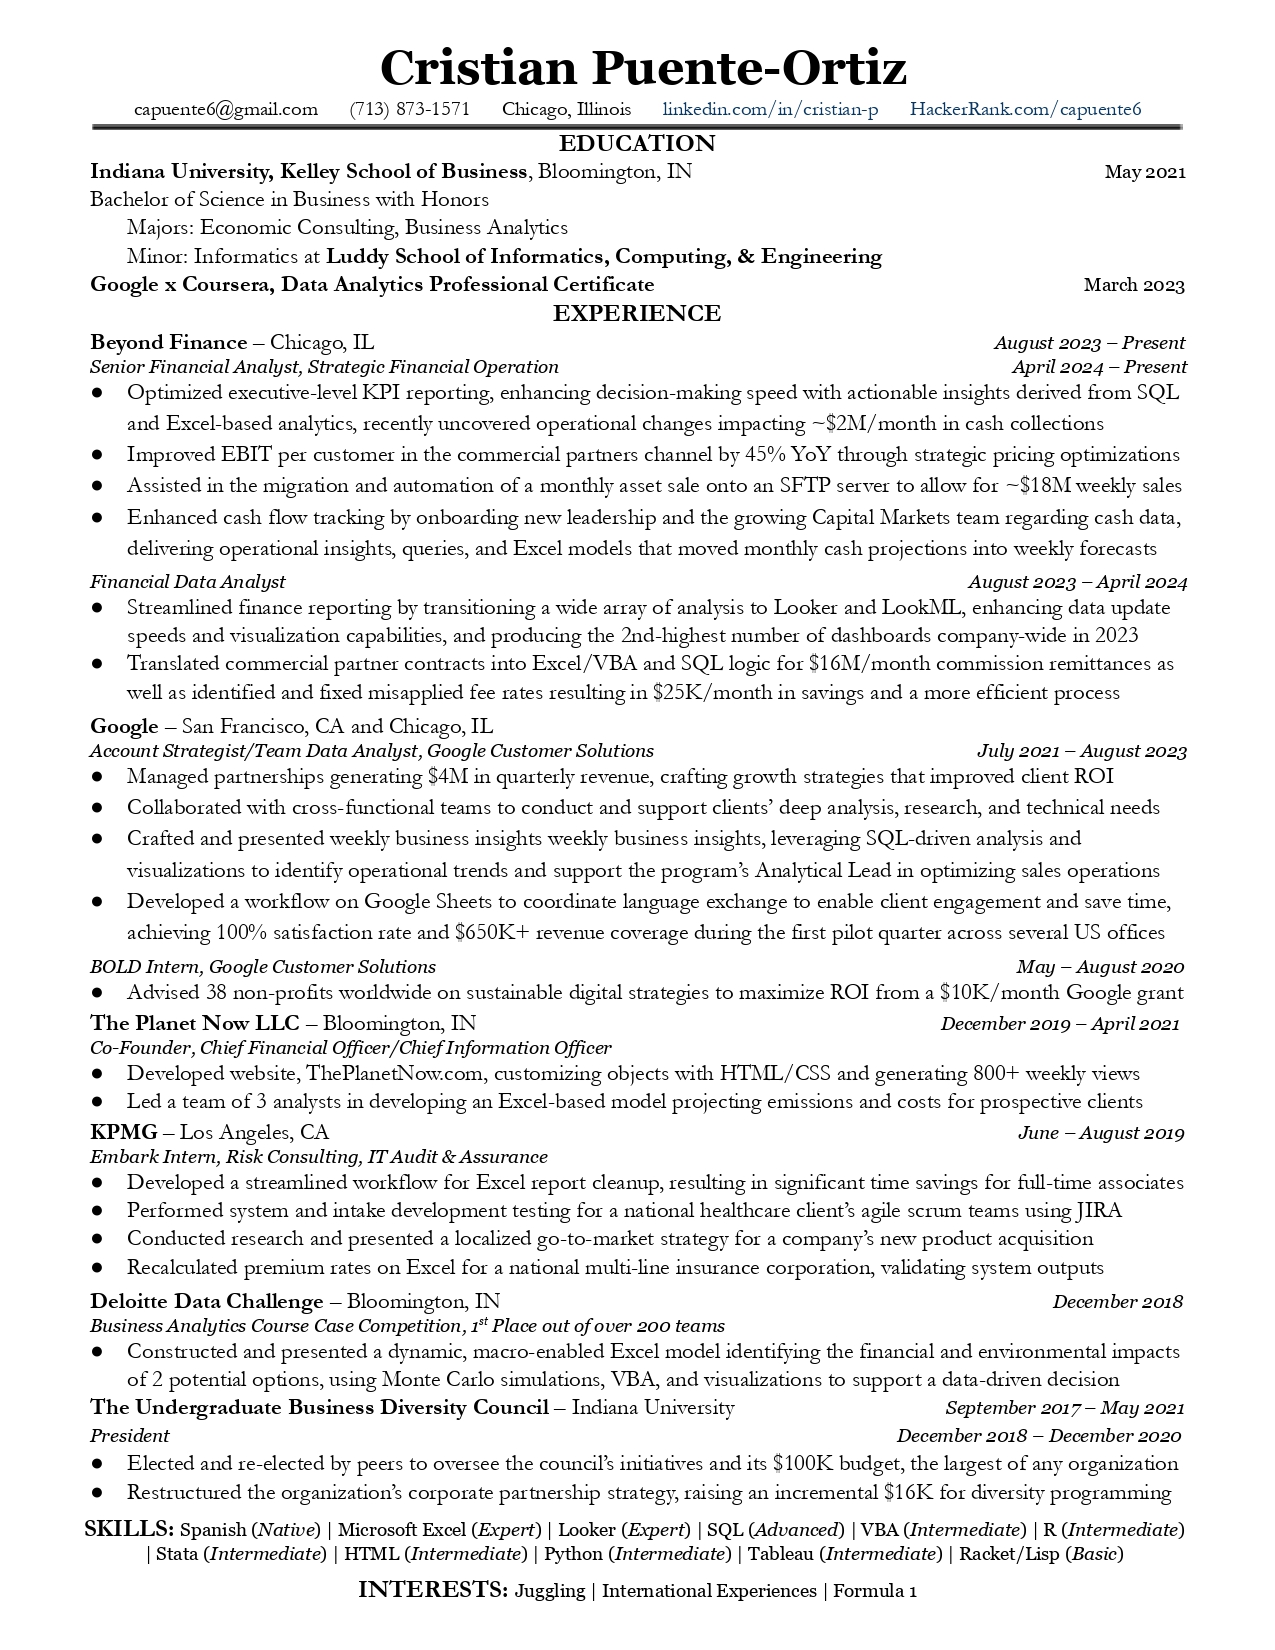 Cristian Puente-Ortiz
capuente6@gmail.com (713) 873-1571 Chicago, Illinois linkedin.com/in/cristian-p HackerRank.com/capuente6
EDUCATION
Indiana University, Kelley School of Business, Bloomington, IN May 2021
Bachelor of Science in Business with Honors
Majors: Economic Consulting, Business Analytics
Minor: Informatics at Luddy School of Informatics, Computing, & Engineering
Google x Coursera, Data Analytics Professional Certificate March 2023
EXPERIENCE
Beyond Finance – Chicago, IL August 2023 – Present
Senior Financial Analyst, Strategic Financial Operation April 2024 – Present
● Optimized executive-level KPI reporting, enhancing decision-making speed with actionable insights derived from SQL
and Excel-based analytics, recently uncovered operational changes impacting ~$2M/month in cash collections
● Improved EBIT per customer in the commercial partners channel by 45% YoY through strategic pricing optimizations
● Assisted in the migration and automation of a monthly asset sale onto an SFTP server to allow for ~$18M weekly sales
● Enhanced cash flow tracking by onboarding new leadership and the growing Capital Markets team regarding cash data,
delivering operational insights, queries, and Excel models that moved monthly cash projections into weekly forecasts
Financial Data Analyst August 2023 – April 2024
● Streamlined finance reporting by transitioning a wide array of analysis to Looker and LookML, enhancing data update
speeds and visualization capabilities, and producing the 2nd-highest number of dashboards company-wide in 2023
● Translated commercial partner contracts into Excel/VBA and SQL logic for $16M/month commission remittances as
well as identified and fixed misapplied fee rates resulting in $25K/month in savings and a more efficient process
Google – San Francisco, CA and Chicago, IL
Account Strategist/Team Data Analyst, Google Customer Solutions July 2021 – August 2023
● Managed partnerships generating $4M in quarterly revenue, crafting growth strategies that improved client ROI
● Collaborated with cross-functional teams to conduct and support clients’ deep analysis, research, and technical needs
● Crafted and presented weekly business insights weekly business insights, leveraging SQL-driven analysis and
visualizations to identify operational trends and support the program’s Analytical Lead in optimizing sales operations
● Developed a workflow on Google Sheets to coordinate language exchange to enable client engagement and save time,
achieving 100% satisfaction rate and $650K+ revenue coverage during the first pilot quarter across several US offices
BOLD Intern, Google Customer Solutions May – August 2020
● Advised 38 non-profits worldwide on sustainable digital strategies to maximize ROI from a $10K/month Google grant
The Planet Now LLC – Bloomington, IN December 2019 – April 2021
Co-Founder, Chief Financial Officer/Chief Information Officer
● Developed website, ThePlanetNow.com, customizing objects with HTML/CSS and generating 800+ weekly views
● Led a team of 3 analysts in developing an Excel-based model projecting emissions and costs for prospective clients
KPMG – Los Angeles, CA June – August 2019
Embark Intern, Risk Consulting, IT Audit & Assurance
● Developed a streamlined workflow for Excel report cleanup, resulting in significant time savings for full-time associates
● Performed system and intake development testing for a national healthcare client’s agile scrum teams using JIRA
● Conducted research and presented a localized go-to-market strategy for a company’s new product acquisition
● Recalculated premium rates on Excel for a national multi-line insurance corporation, validating system outputs
Deloitte Data Challenge – Bloomington, IN December 2018
Business Analytics Course Case Competition, 1st Place out of over 200 teams
● Constructed and presented a dynamic, macro-enabled Excel model identifying the financial and environmental impacts
of 2 potential options, using Monte Carlo simulations, VBA, and visualizations to support a data-driven decision
The Undergraduate Business Diversity Council – Indiana University September 2017 – May 2021
President December 2018 – December 2020
● Elected and re-elected by peers to oversee the council’s initiatives and its $100K budget, the largest of any organization
● Restructured the organization’s corporate partnership strategy, raising an incremental $16K for diversity programming
SKILLS: Spanish (Native) | Microsoft Excel (Expert) | Looker (Expert) | SQL (Advanced) | VBA (Intermediate) | R (Intermediate)
| Stata (Intermediate) | HTML (Intermediate) | Python (Intermediate) | Tableau (Intermediate) | Racket/Lisp (Basic)
INTERESTS: Juggling | International Experiences | Formula 1